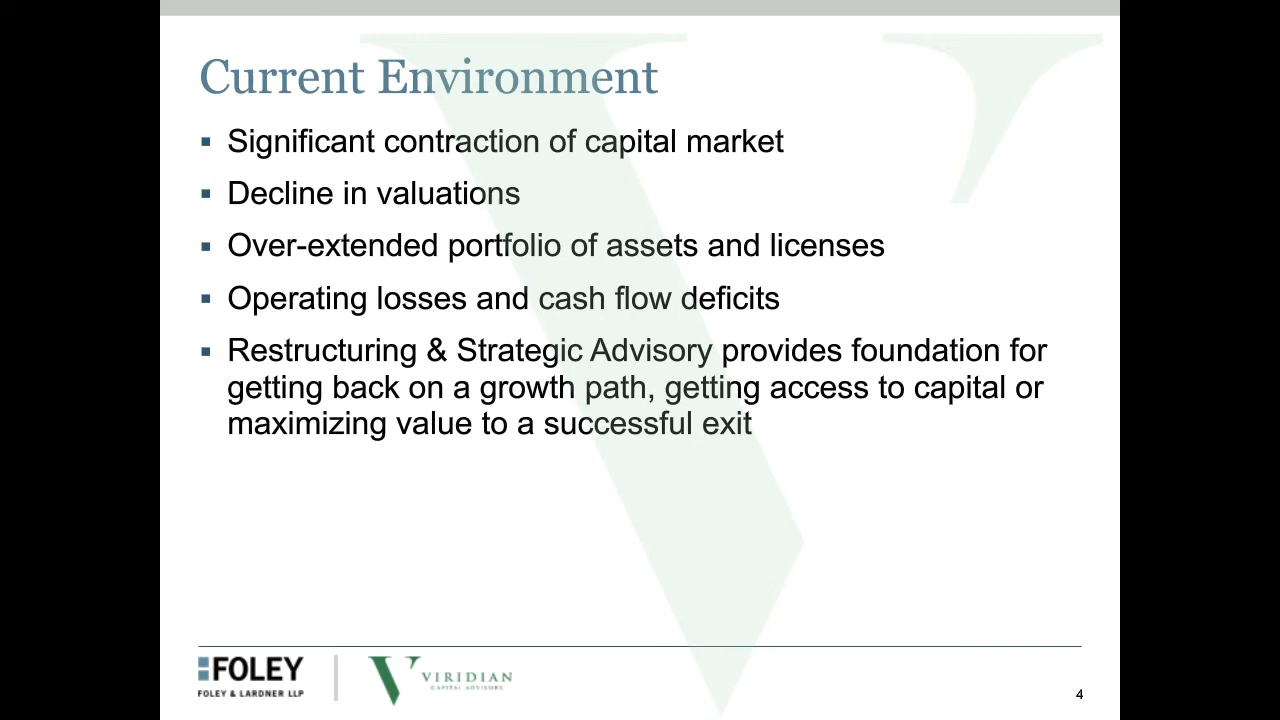 Current Environment
▪ Significant contraction of capital market
▪ Decline in valuations
▪ Over-extended portfolio of assets and licenses
▪ Operating losses and cash flow deficits
▪ Restructuring & Strategic Advisory provides foundation for
getting back on a growth path, getting access to capital or
maximizing value to a successful exit
FOLEY
FOLEY & LARDNER LLP
VIRIDIAN
CAPITAL ADVISORS
4